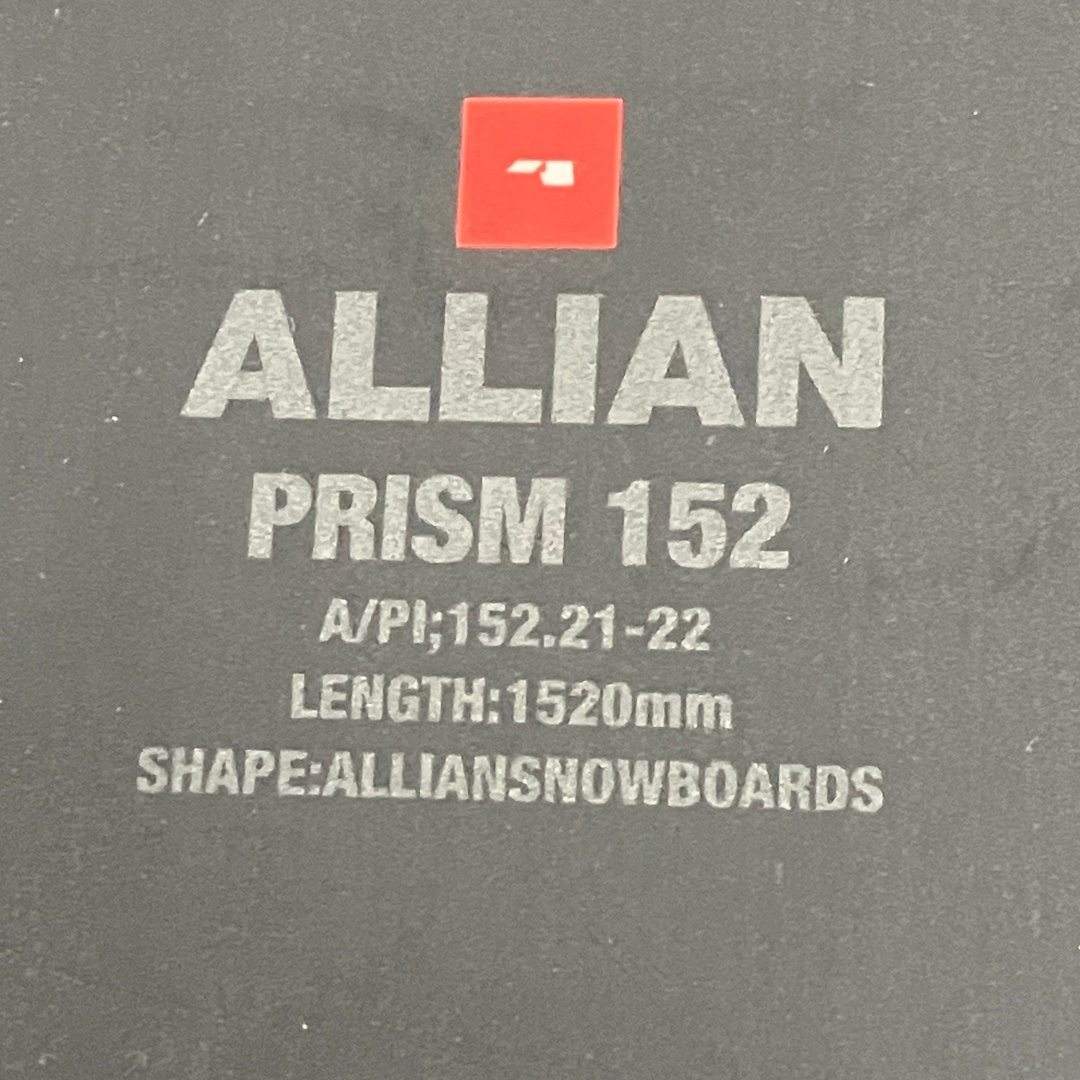 ALLIAN
PRISM 152
A/PI;152.21-22
LENGTH:1520mm
SHAPE:ALLIANSNOWBOARDS